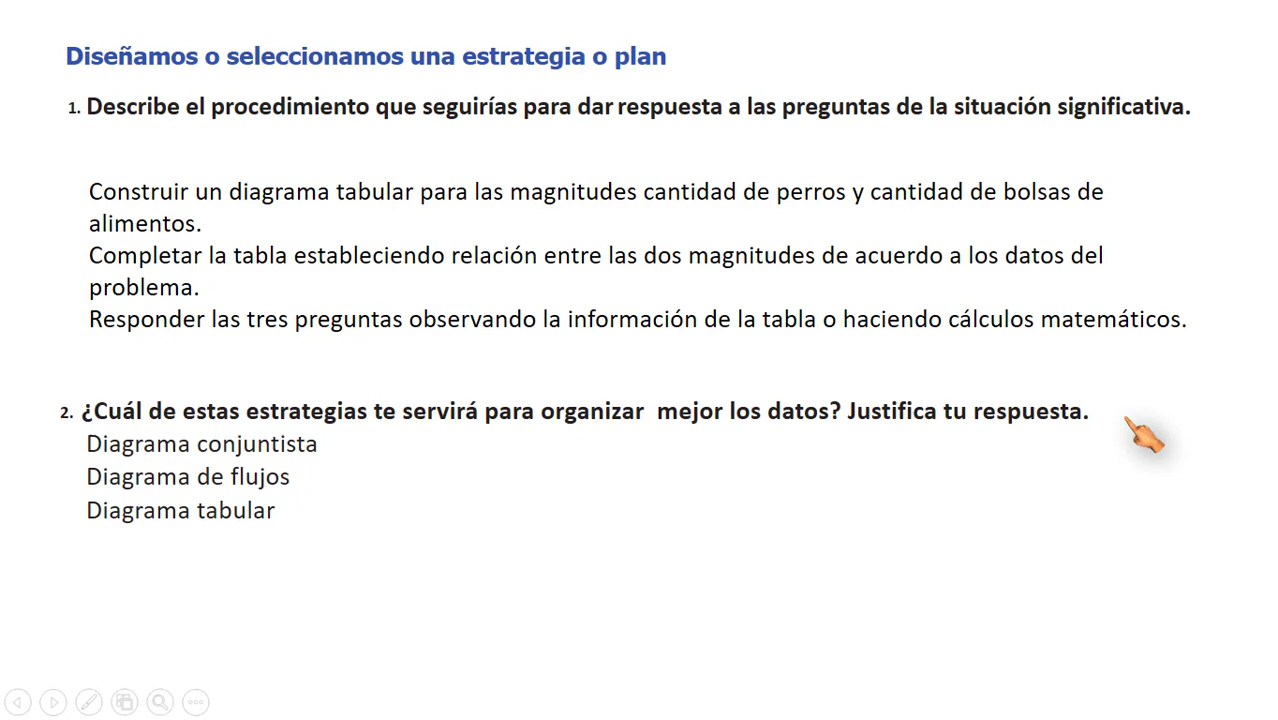 Diseñamos o seleccionamos una estrategia o plan
1. Describe el procedimiento que seguirías para dar respuesta a las preguntas de la situación significativa.
Construir un diagrama tabular para las magnitudes cantidad de perros y cantidad de bolsas de
alimentos.
Completar la tabla estableciendo relación entre las dos magnitudes de acuerdo a los datos del
problema.
Responder las tres preguntas observando la información de la tabla o haciendo cálculos matemáticos.
2. ¿Cuál de estas estrategias te servirá para organizar mejor los datos? Justifica tu respuesta.
Diagrama conjuntista
Diagrama de flujos
Diagrama tabular